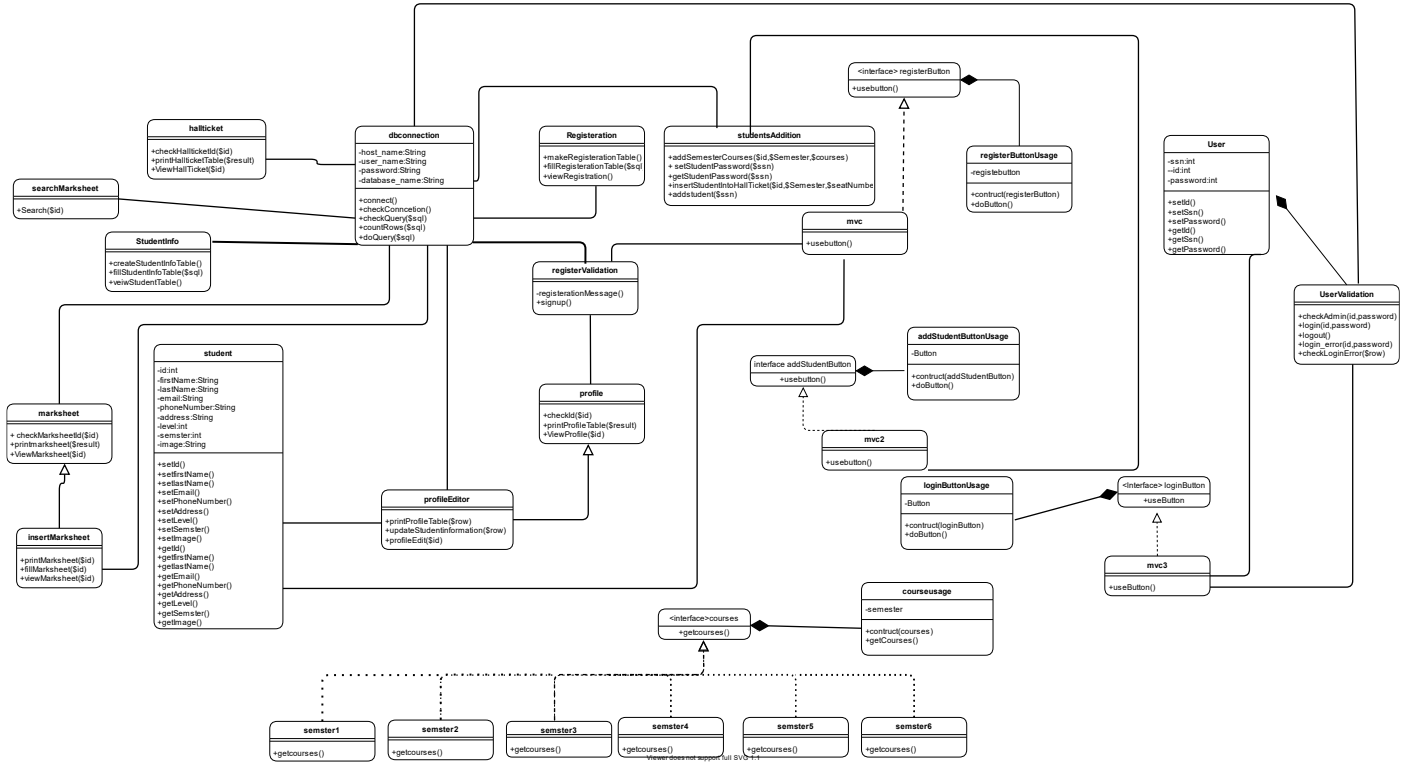 <interface> registerButton
+usebutton()
hallticket
+checkHallticketId($id)
+printHallticketTable($result)
+ViewHallTicket($id)
dbconnection
-host_name:String
-user_name:String
-password:String
-database_name:String
+connect()
+checkConncetion()
+checkQuery($sql)
+countRows($sql)
+doQuery($sql)
Registeration
+makeRegisterationTable()
+fillRegisterationTable($sql
+viewRegistration()
studentsAddition
+addSemesterCourses($id,$Semester,$courses)
+ setStudentPassword($ssn)
+getStudentPassword($ssn)
+insertStudentIntoHallTicket($id,$Semester,$seatNumbe
+addstudent($ssn)
registerButtonUsage
-registebutton
+contruct(registerButton)
+doButton()
User
-ssn:int
--id:int
-password:int
+setId()
+setSsn()
+setPassword()
+getId()
+getSsn()
+getPassword()
searchMarksheet
+Search($id)
StudentInfo
+createStudentInfoTable()
+fillStudentInfoTable($sql)
+veiwStudentTable()
mvc
+usebutton()
registerValidation
-registerationMessage()
+signup()
UserValidation
+checkAdmin(id,password)
+login(id,password)
+logout()
+login_error(id,password)
+checkLoginError($row)
student
-id:int
-firstName:String
-lastName:String
-email:String
-phoneNumber:String
-address:String
-level:int
-semster:int
-image:String
+setId()
+setfirstName()
+setlastName()
+setEmail()
+setPhoneNumber()
+setAddress()
+setLevel()
+setSemster()
+setImage()
+getId()
+getfirstName()
+getlastName()
+getEmail()
+getPhoneNumber()
+getAddress()
+getLevel()
+getSemster()
+getImage()
addStudentButtonUsage
-Button
+contruct(addStudentButton)
+doButton()
interface addStudentButton
+usebutton()
profile
+checkId($id)
+printProfileTable($result)
+ViewProfile($id)
marksheet
+ checkMarksheetId($id)
+printmarksheet($result)
+ViewMarksheet($id)
mvc2
+usebutton()
loginButtonUsage
-Button
+contruct(loginButton)
+doButton()
<Interface> loginButton
+useButton
profileEditor
+printProfileTable($row)
+updateStudentinformation($row)
+profileEdit($id)
insertMarksheet
+printMarksheet($id)
+fillMarksheet($id)
+viewMarksheet($id)
mvc3
+useButton()
courseusage
-semester
+contruct(courses)
+getCourses()
<interface>courses
+getcourses()
semster1
+getcourses()
semster2
+getcourses()
semster3
+getcourses()
semster4
+getcourses()
semster5
+getcourses()
semster6
+getcourses()
Viewer does not support full SVG 1.1